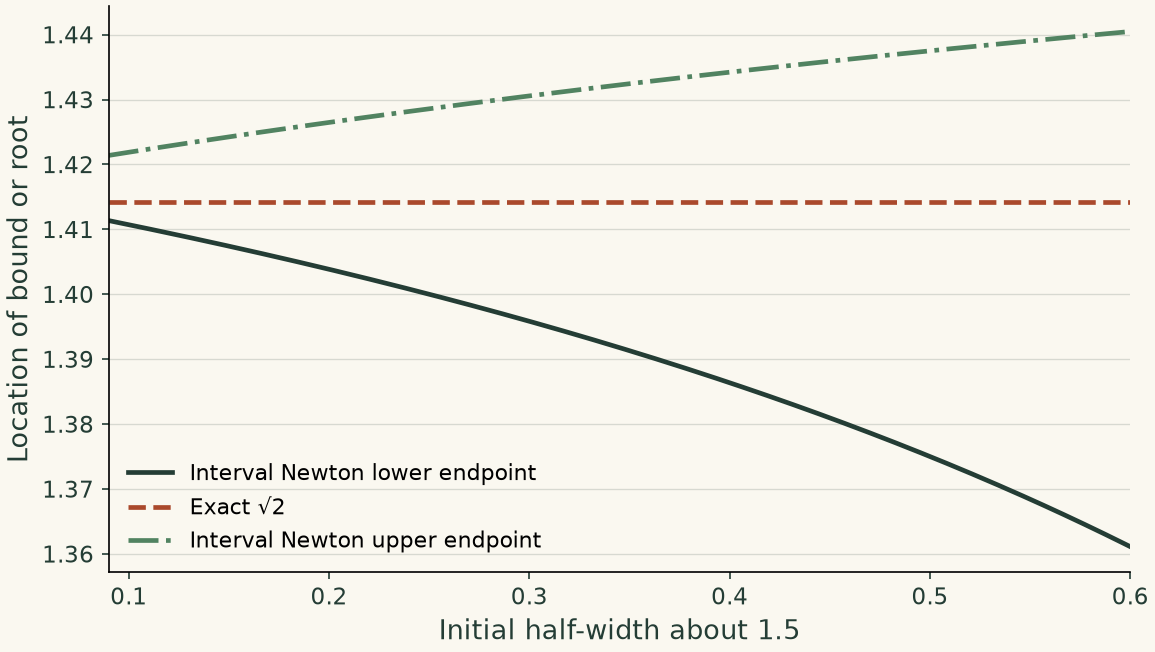 Location of bound or root
1.44
1.43
1.42
1.41
1.40
1.39
1.38
1.37
1.36
Interval Newton lower endpoint
Exact √2
Interval Newton upper endpoint
0.1 0.2 0.3 0.4 0.5 0.6
Initial half-width about 1.5